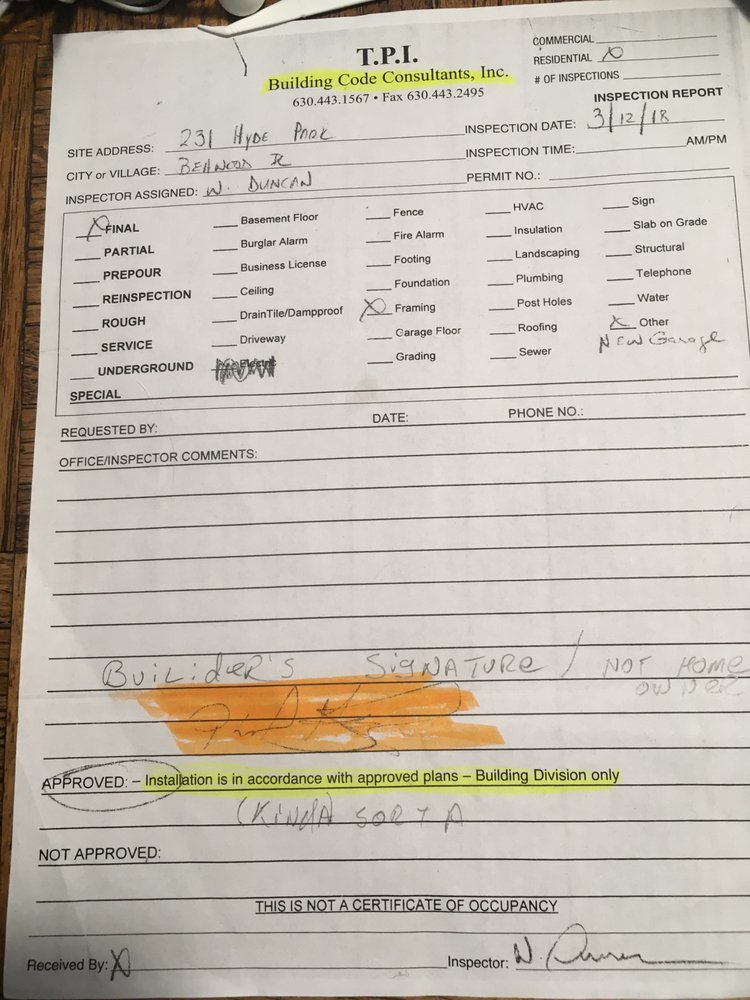 T.P.I.
Building Code Consultants, Inc.
630.443.1567 • Fax 630.443.2495
COMMERCIAL
RESIDENTIAL X
# OF INSPECTIONS
INSPECTION REPORT
SITE ADDRESS: 231 HYDE PARK
INSPECTION DATE: 3/12/18
CITY or VILLAGE:
INSPECTION TIME: AM/PM
INSPECTOR ASSIGNED: W. DUNCAN
PERMIT NO.:
X FINAL
PARTIAL
PREPOUR
REINSPECTION
ROUGH
SERVICE
UNDERGROUND
SPECIAL
Basement Floor
Burglar Alarm
Business License
Ceiling
DrainTile/Dampproof
Driveway
Electric
Fence
Fire Alarm
Footing
Foundation
X Framing
Garage Floor
Grading
HVAC
Insulation
Landscaping
Plumbing
Post Holes
Roofing
Sewer
Sign
Slab on Grade
Structural
Telephone
Water
X Other
NEW Garage
REQUESTED BY: DATE: PHONE NO.:
OFFICE/INSPECTOR COMMENTS:
BUiLidER'S SiGNATURE / NOT HOME
OWNER
APPROVED: – Installation is in accordance with approved plans – Building Division only
(KINDA) SORTA
NOT APPROVED:
THIS IS NOT A CERTIFICATE OF OCCUPANCY
Received By: X
Inspector: